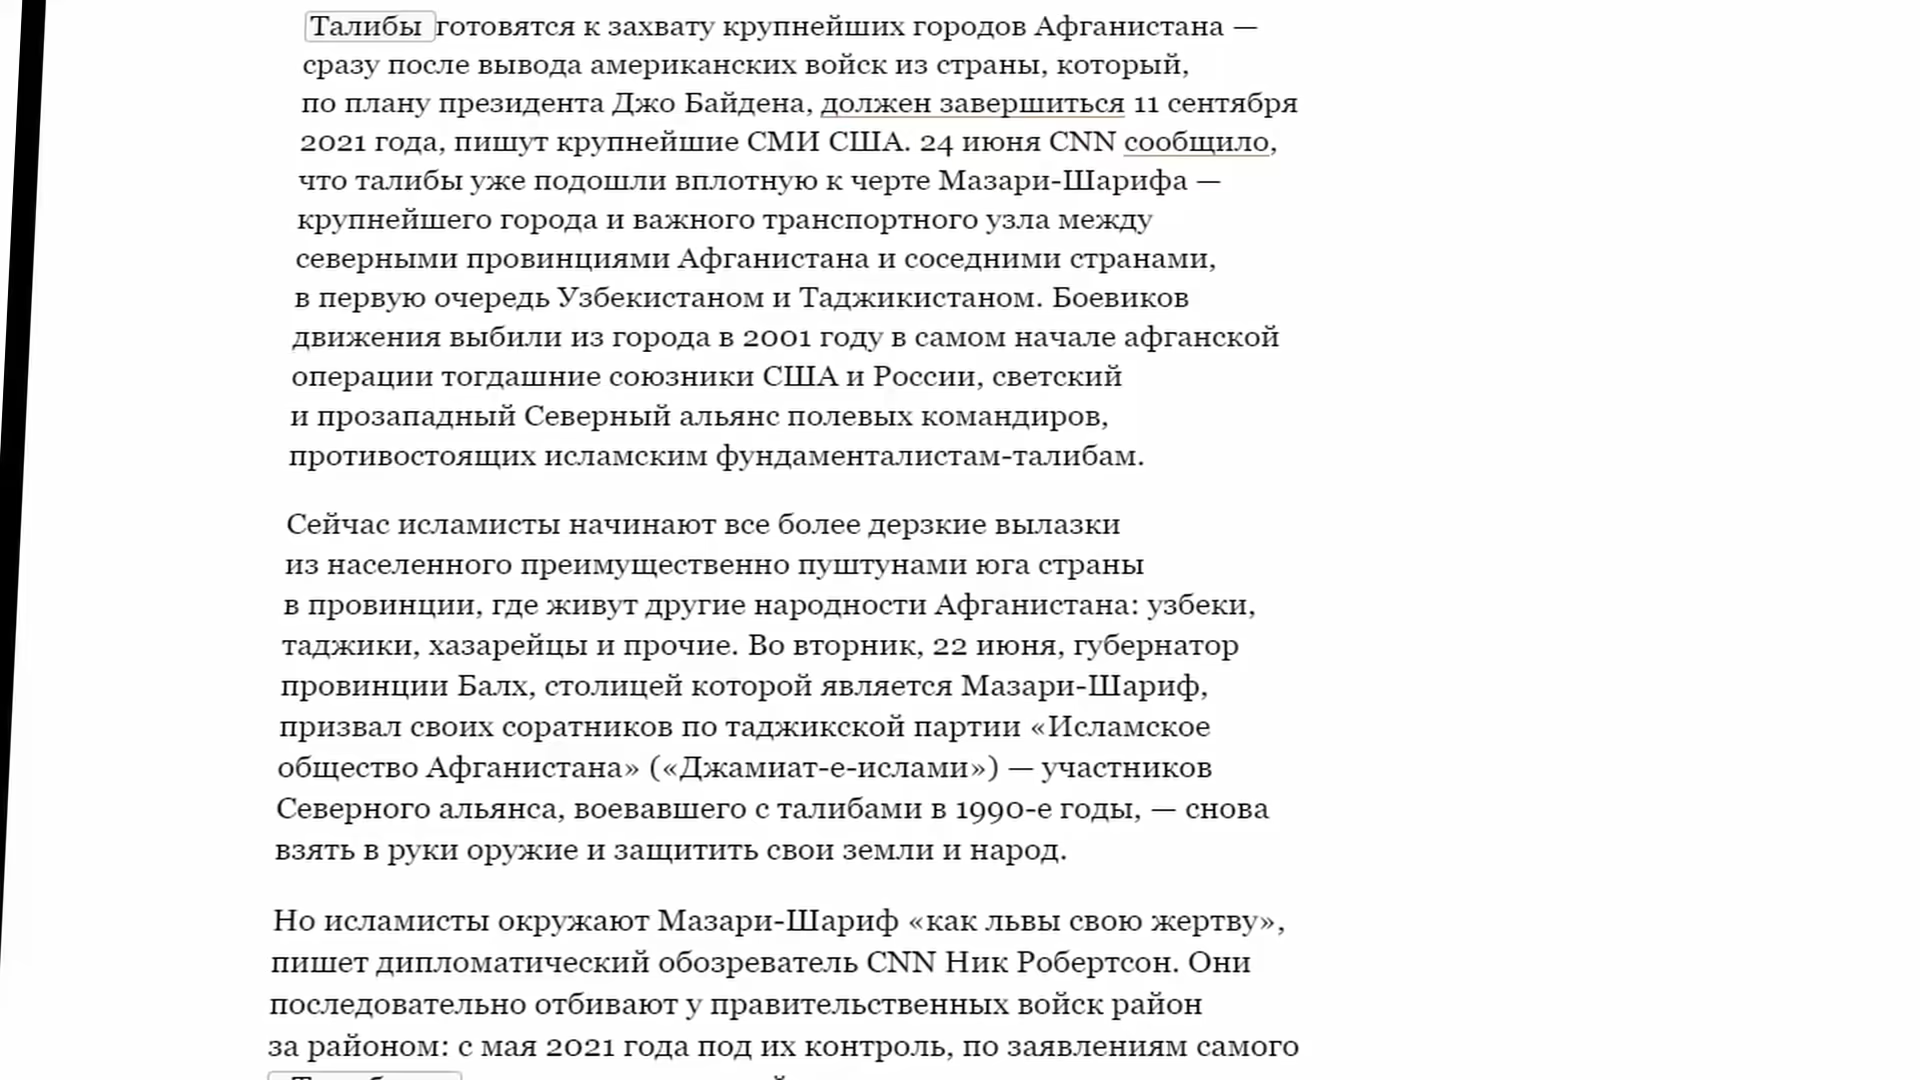 Талибы готовятся к захвату крупнейших городов Афганистана —
сразу после вывода американских войск из страны, который,
по плану президента Джо Байдена, должен завершиться 11 сентября
2021 года, пишут крупнейшие СМИ США. 24 июня CNN сообщило,
что талибы уже подошли вплотную к черте Мазари-Шарифа —
крупнейшего города и важного транспортного узла между
северными провинциями Афганистана и соседними странами,
в первую очередь Узбекистаном и Таджикистаном. Боевиков
движения выбили из города в 2001 году в самом начале афганской
операции тогдашние союзники США и России, светский
и прозападный Северный альянс полевых командиров,
противостоящих исламским фундаменталистам-талибам.
Сейчас исламисты начинают все более дерзкие вылазки
из населенного преимущественно пуштунами юга страны
в провинции, где живут другие народности Афганистана: узбеки,
таджики, хазарейцы и прочие. Во вторник, 22 июня, губернатор
провинции Балх, столицей которой является Мазари-Шариф,
призвал своих соратников по таджикской партии «Исламское
общество Афганистана» («Джамиат-е-ислами») — участников
Северного альянса, воевавшего с талибами в 1990-е годы, — снова
взять в руки оружие и защитить свои земли и народ.
Но исламисты окружают Мазари-Шариф «как львы свою жертву»,
пишет дипломатический обозреватель CNN Ник Робертсон. Они
последовательно отбивают у правительственных войск район
за районом: с мая 2021 года под их контроль, по заявлениям самого